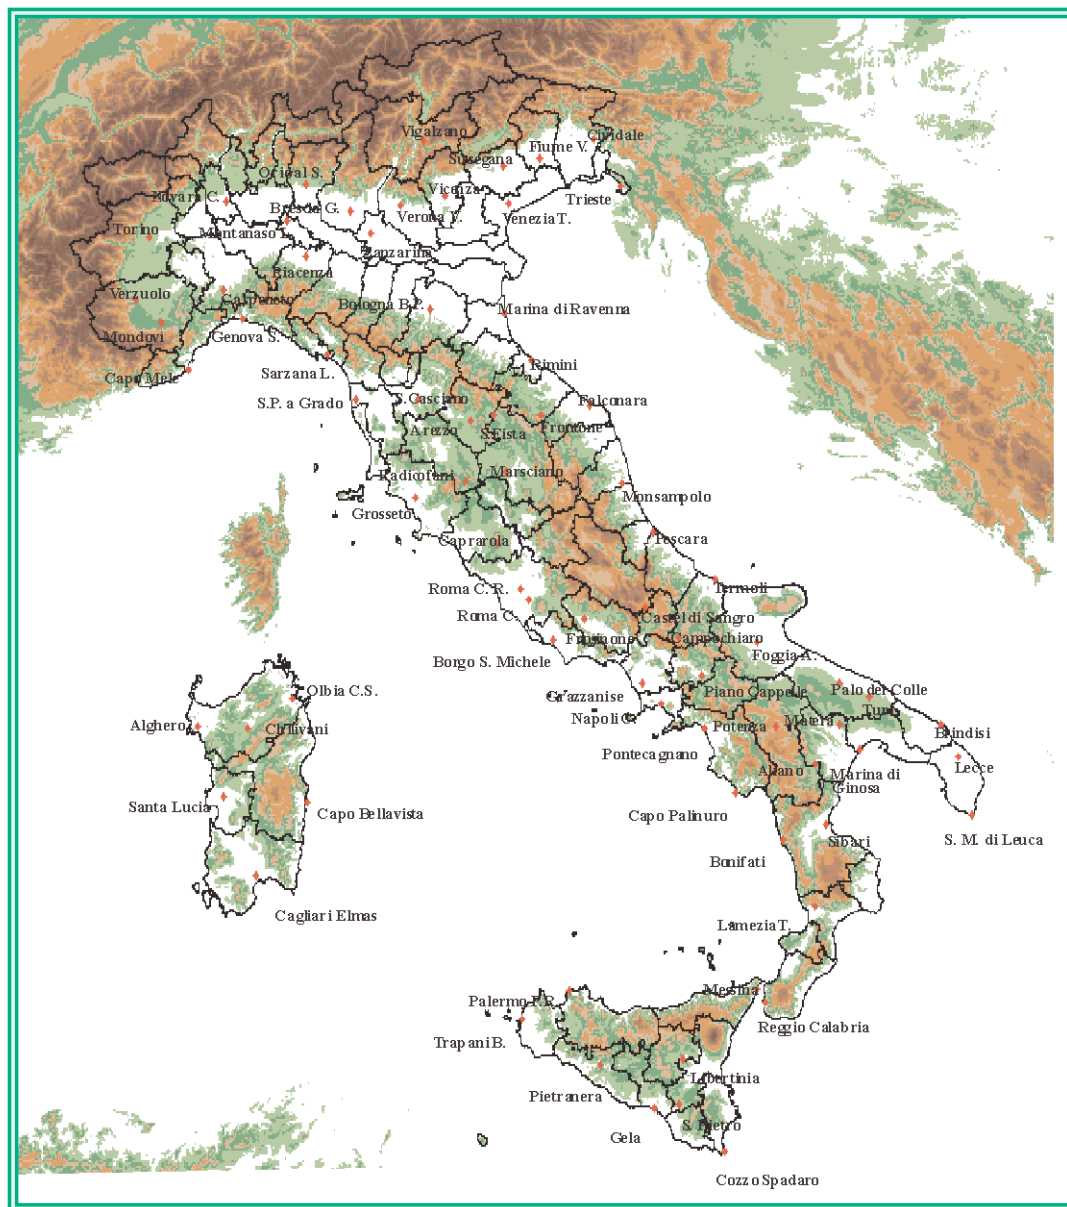 Vigalzano
Cividale
Fiume V.
Susegana
Vicenza
Novara C.
Brescia G.
Verona V.
Venezia T.
Trieste
Torino
Zanzarina
Piacenza
Verzuolo
Carpeneto
Bologna B.P.
Marina di Ravenna
Mondovi
Genova S.
Rimini
Capo Mele
Sarzana L.
S.P. a Grado
S.Casciano
Falconara
Arezzo
S.Fista
Frontone
Radicofani
Marsciano
Monsampolo
Grosseto
Caprarola
Pescara
Roma C. R.
Termoli
Roma C.
Castel di Sangro
Frosinone
Campochiaro
Borgo S. Michele
Foggia A.
Olbia C.S.
Grazzanise
Piano Cappelle
Palo del Colle
Alghero
Chilivani
Napoli C.
Potenza
Matera
Turi
Brindisi
Pontecagnano
Aliano
Marina di
Ginosa
Lecce
Santa Lucia
Capo Bellavista
Capo Palinuro
Sibari
S. M. di Leuca
Bonifati
Cagliari Elmas
Lamezia T.
Messina
Palermo P.R.
Reggio Calabria
Trapani B.
Libertinia
Pietranera
S. Pietro
Gela
Cozzo Spadaro